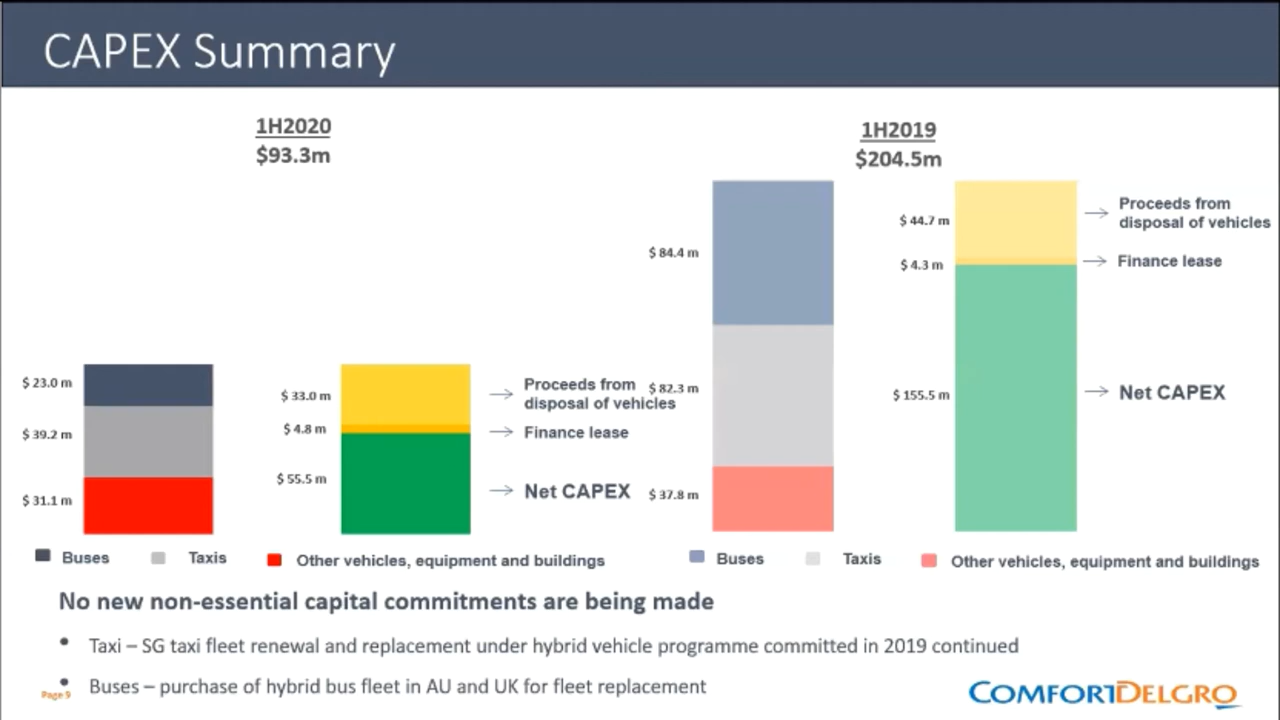 CAPEX Summary
1H2020
$93.3m
1H2019
$204.5m
$ 23.0 m
$ 39.2 m
$ 31.1 m
$ 33.0 m
$ 4.8 m
$ 55.5 m
Proceeds from
disposal of vehicles
Finance lease
Net CAPEX
$ 84.4 m
$ 82.3 m
$ 37.8 m
$ 44.7 m
$ 4.3 m
$ 155.5 m
Proceeds from
disposal of vehicles
Finance lease
Net CAPEX
Buses Taxis Other vehicles, equipment and buildings
Buses Taxis Other vehicles, equipment and buildings
No new non-essential capital commitments are being made
• Taxi – SG taxi fleet renewal and replacement under hybrid vehicle programme committed in 2019 continued
• Buses – purchase of hybrid bus fleet in AU and UK for fleet replacement
Page 9
COMFORTDELGRO